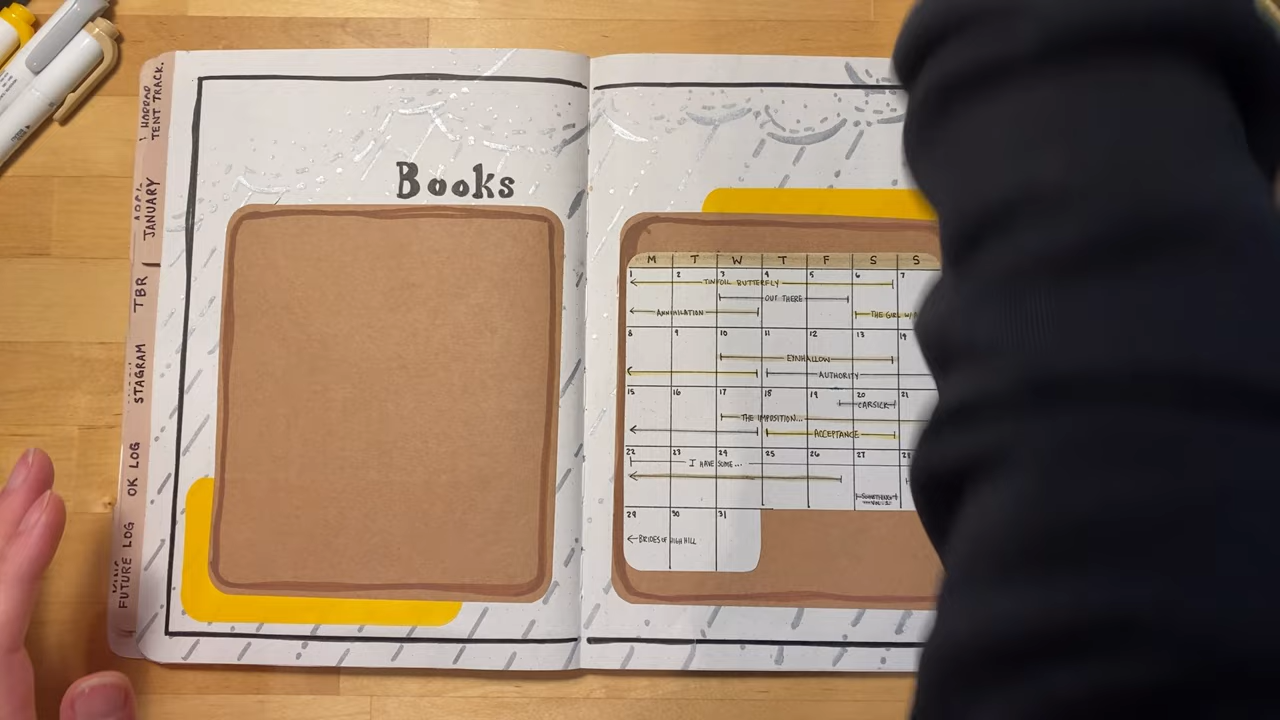 TENT TRACK.
JANUARY
TBR
STAGRAM
OK LOG
FUTURE LOG
Books
M T W T F S S
1 2 3 4 5 6 7
TINFOIL BUTTERFLY
OUT THERE
ANNIHILATION
THE GIRL W/
8 9 10 11 12 13 14
EYNHALLOW
AUTHORITY
15 16 17 18 19 20 21
CARSICK
THE IMPOSITION...
ACCEPTANCE
22 23 24 25 26 27
I HAVE SOME...
29 30 31
BRIDES OF HIGH HILL